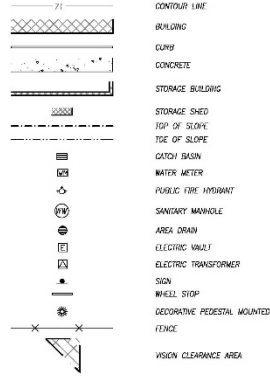 71 CONTOUR LINE
BUILDING
CURB
CONCRETE
STORAGE BUILDING
STORAGE SHED
TOP OF SLOPE
TOE OF SLOPE
CATCH BASIN
WM WATER METER
PUBLIC FIRE HYDRANT
WW SANITARY MANHOLE
AREA DRAIN
E ELECTRIC VAULT
ELECTRIC TRANSFORMER
SIGN
WHEEL STOP
DECORATIVE PEDESTAL MOUNTED
FENCE
VISION CLEARANCE AREA